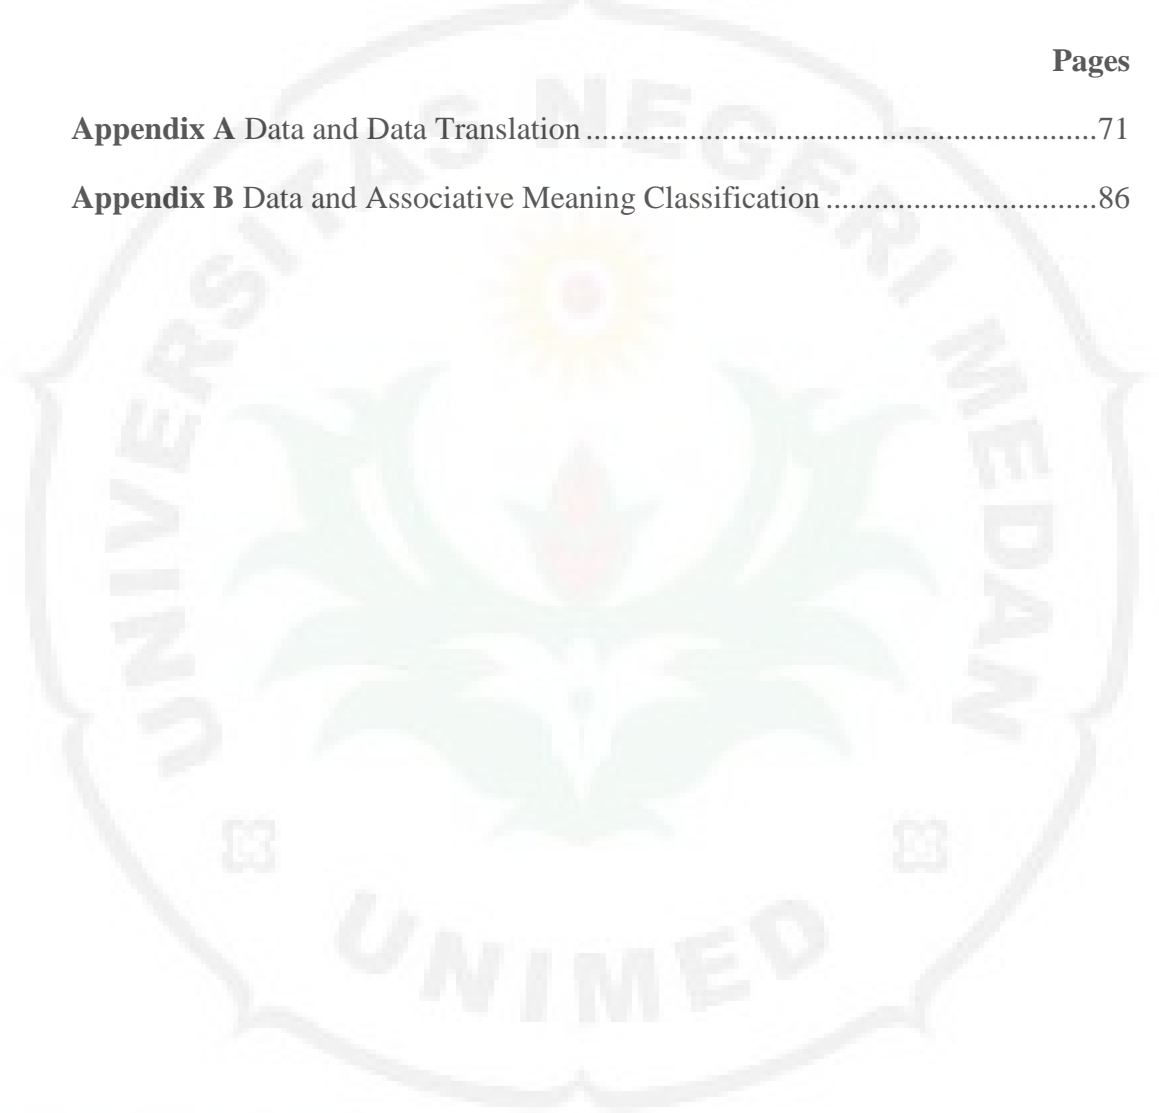 Pages
Appendix A Data and Data Translation.................................................................71
Appendix B Data and Associative Meaning Classification..................................86
UNIVERSITAS NEGERI MEDAN
UNIMED